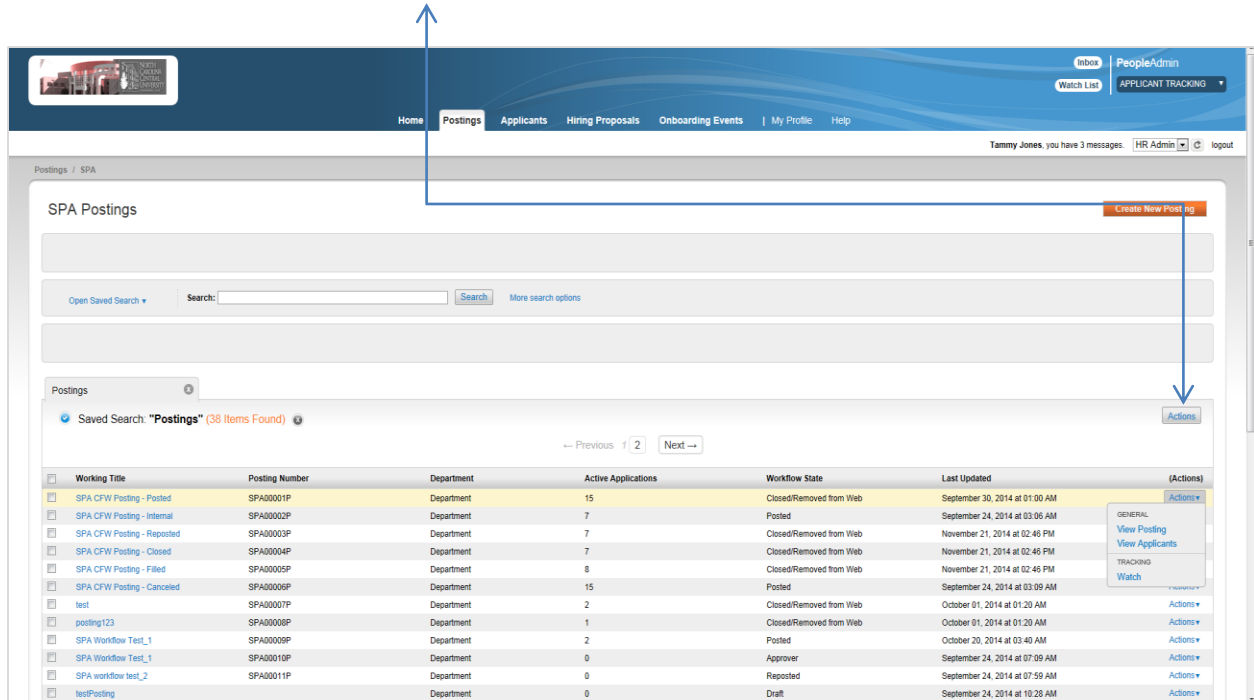 NORTH
CAROLINA
CENTRAL
UNIVERSITY
Inbox PeopleAdmin
Watch List APPLICANT TRACKING
Home Postings Applicants Hiring Proposals Onboarding Events | My Profile Help
Tammy Jones, you have 3 messages. HR Admin logout
Postings / SPA
SPA Postings Create New Posting
Open Saved Search Search: Search More search options
Postings
Saved Search: "Postings" (38 Items Found) Actions
← Previous 1 2 Next →
Working Title Posting Number Department Active Applications Workflow State Last Updated (Actions)
SPA CFW Posting - Posted SPA00001P Department 15 Closed/Removed from Web September 30, 2014 at 01:00 AM Actions
SPA CFW Posting - Internal SPA00002P Department 7 Posted September 24, 2014 at 03:06 AM GENERAL
SPA CFW Posting - Reposted SPA00003P Department 7 Closed/Removed from Web November 21, 2014 at 02:46 PM View Posting
SPA CFW Posting - Closed SPA00004P Department 7 Closed/Removed from Web November 21, 2014 at 02:46 PM View Applicants
SPA CFW Posting - Filled SPA00005P Department 8 Closed/Removed from Web November 21, 2014 at 02:46 PM TRACKING
Watch
SPA CFW Posting - Canceled SPA00006P Department 15 Posted September 24, 2014 at 03:09 AM
test SPA00007P Department 2 Closed/Removed from Web October 01, 2014 at 01:20 AM Actions
posting123 SPA00008P Department 1 Closed/Removed from Web October 01, 2014 at 01:20 AM Actions
SPA Workflow Test_1 SPA00009P Department 2 Posted October 20, 2014 at 03:40 AM Actions
SPA Workflow Test_1 SPA00010P Department 0 Approver September 24, 2014 at 07:09 AM Actions
SPA workflow test_2 SPA00011P Department 0 Reposted September 24, 2014 at 07:59 AM Actions
testPosting Department 0 Draft September 24, 2014 at 10:28 AM Actions